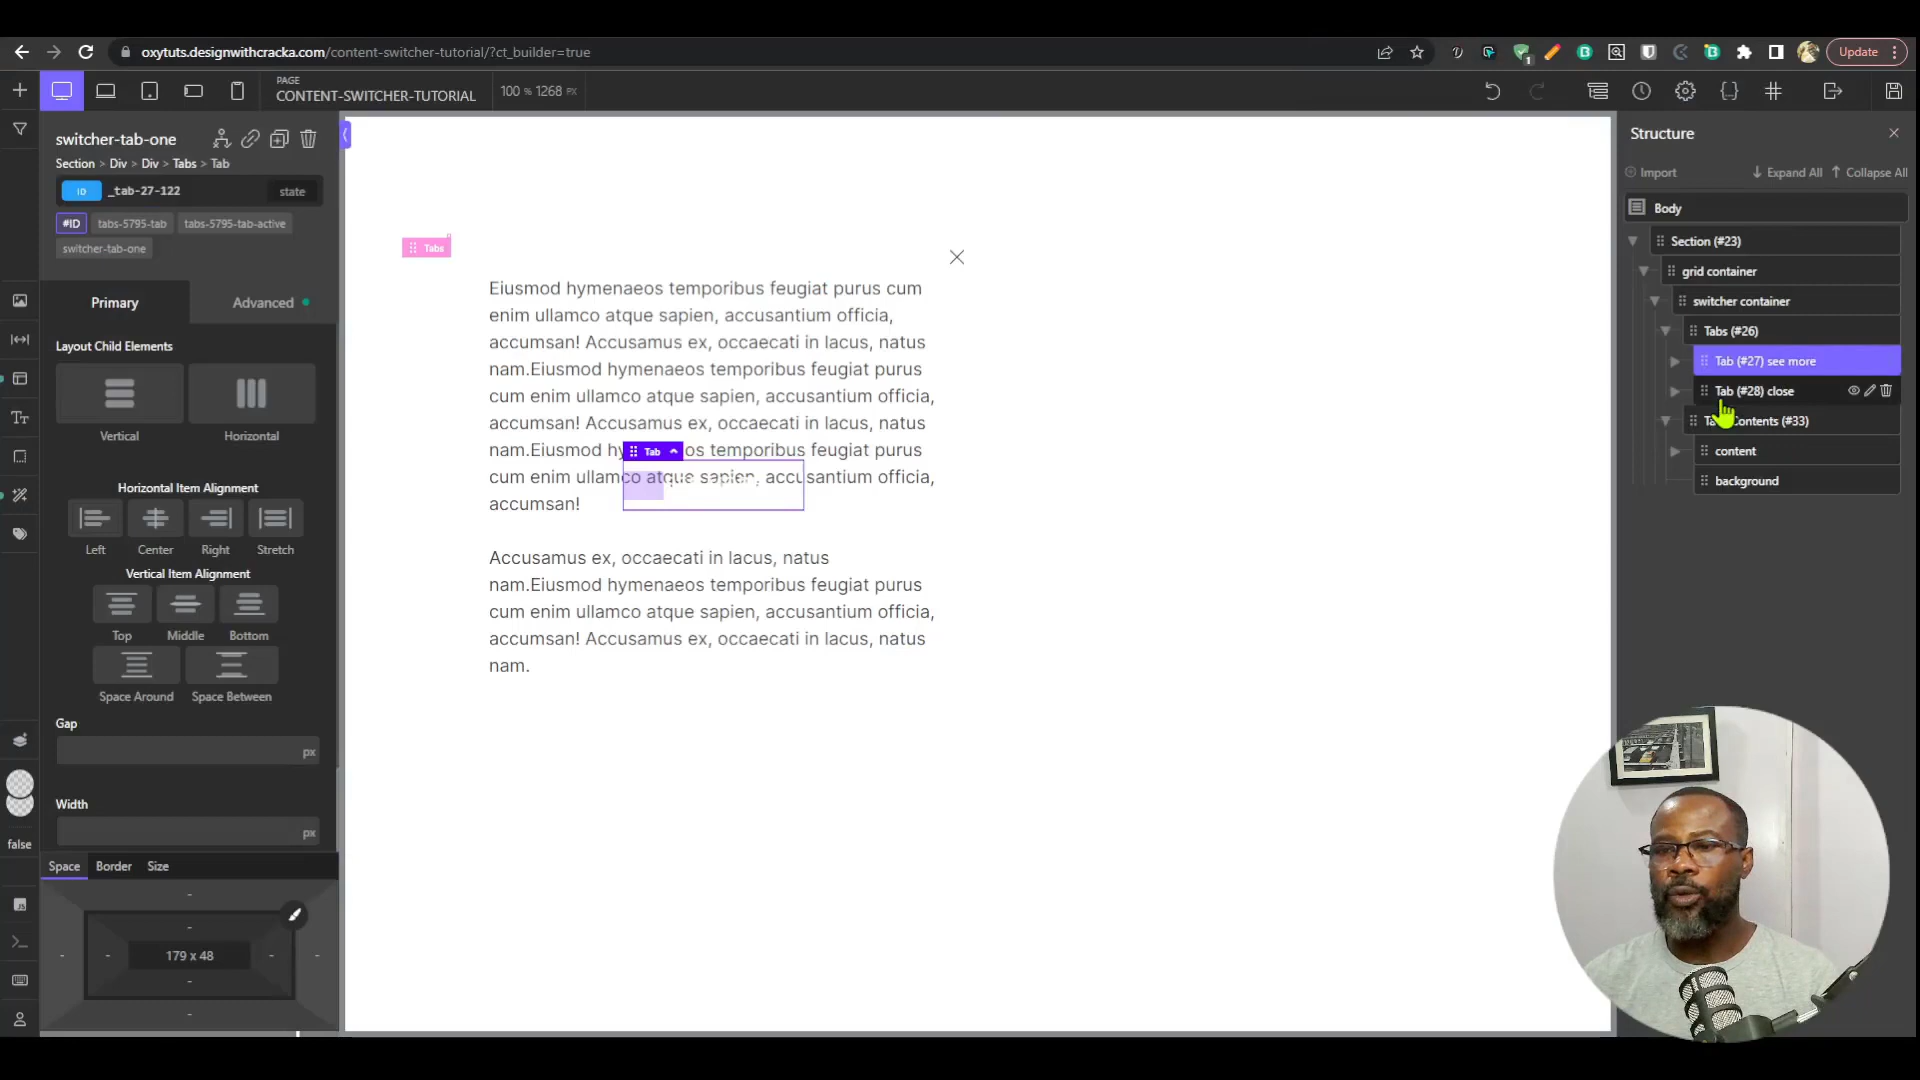 oxytuts.designwithcracka.com/content-switcher-tutorial/?ct_builder=true
1
Update
PAGE
CONTENT-SWITCHER-TUTORIAL
100 % 1268 PX
switcher-tab-one
Section > Div > Div > Tabs > Tab
ID _tab-27-122 state
#ID tabs-5795-tab tabs-5795-tab-active
switcher-tab-one
Primary
Advanced
Layout Child Elements
Vertical
Horizontal
Horizontal Item Alignment
Left
Center
Right
Stretch
Vertical Item Alignment
Top
Middle
Bottom
Space Around
Space Between
Gap
px
Width
px
false
Space
Border
Size
-
-
- - 179 x 48 - -
-
-
Tabs
Eiusmod hymenaeos temporibus feugiat purus cum
enim ullamco atque sapien, accusantium officia,
accumsan! Accusamus ex, occaecati in lacus, natus
nam.Eiusmod hymenaeos temporibus feugiat purus
cum enim ullamco atque sapien, accusantium officia,
accumsan! Accusamus ex, occaecati in lacus, natus
nam.Eiusmod hy os temporibus feugiat purus
Tab
cum enim ullamco atque sapien, accusantium officia,
accumsan!
Accusamus ex, occaecati in lacus, natus
nam.Eiusmod hymenaeos temporibus feugiat purus
cum enim ullamco atque sapien, accusantium officia,
accumsan! Accusamus ex, occaecati in lacus, natus
nam.
Structure
Import
Expand All
Collapse All
Body
Section (#23)
grid container
switcher container
Tabs (#26)
Tab (#27) see more
Tab (#28) close
Contents (#33)
content
background